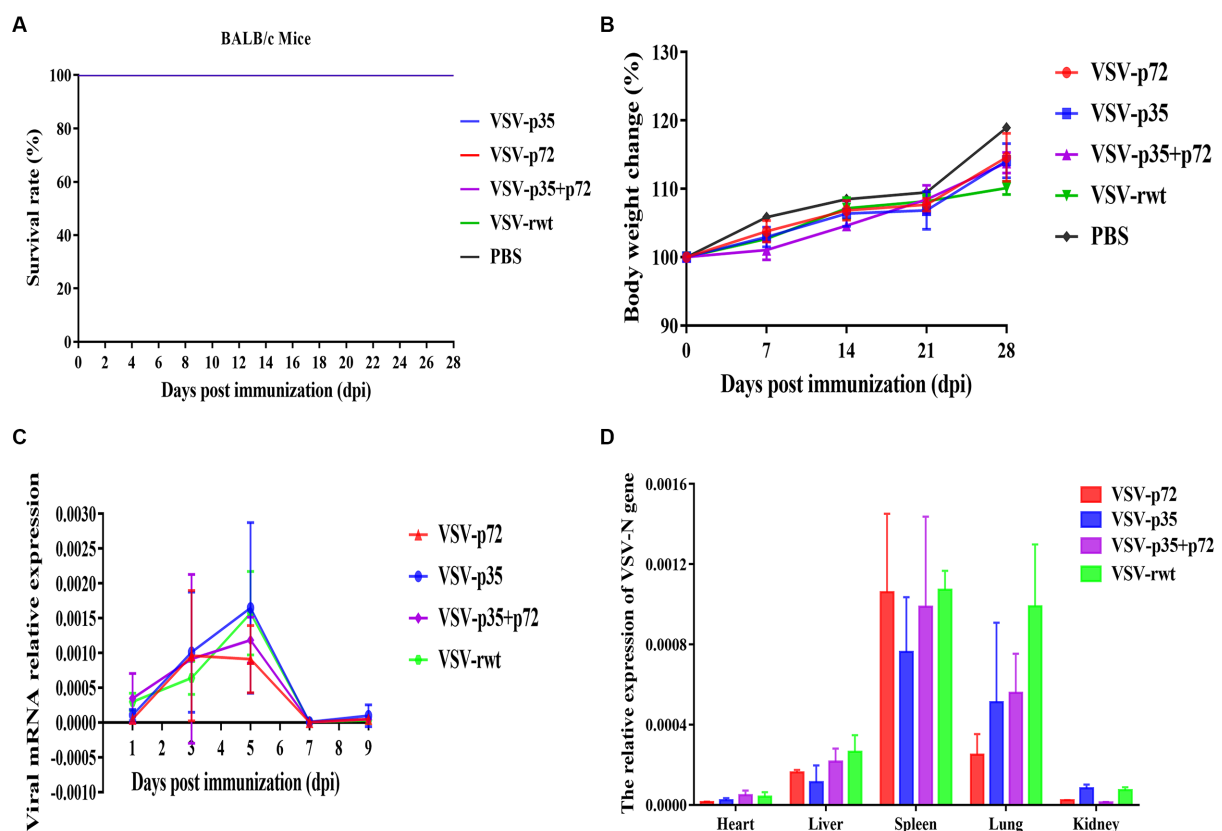 A
BALB/c Mice
Survival rate (%)
100
80
60
40
20
0
0 2 4 6 8 10 12 14 16 18 20 22 24 26 28
Days post immunization (dpi)
VSV-p35
VSV-p72
VSV-p35+p72
VSV-rwt
PBS
B
Body weight change (%)
130
120
110
100
90
0 7 14 21 28
Days post immunization (dpi)
VSV-p72
VSV-p35
VSV-p35+p72
VSV-rwt
PBS
C
Viral mRNA relative expression
0.0030
0.0025
0.0020
0.0015
0.0010
0.0005
0.0000
-0.0005
-0.0010
1 2 3 4 5 6 7 8 9
Days post immunization (dpi)
VSV-p72
VSV-p35
VSV-p35+p72
VSV-rwt
D
The relative expression of VSV-N gene
0.0016
0.0012
0.0008
0.0004
0.0000
Heart Liver Spleen Lung Kidney
VSV-p72
VSV-p35
VSV-p35+p72
VSV-rwt